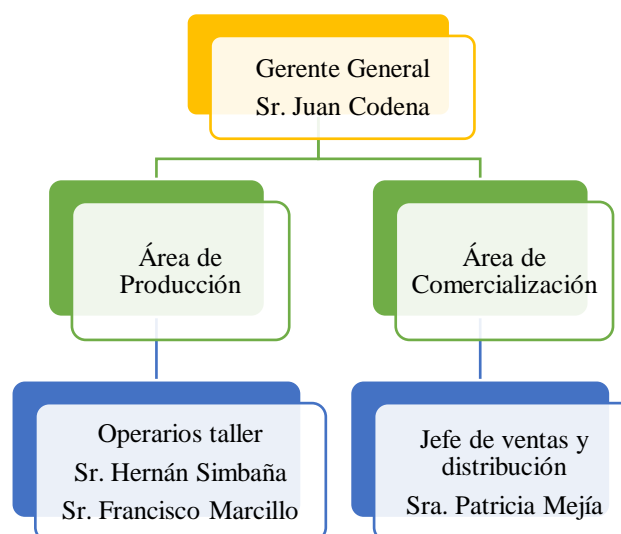 Gerente General
Sr. Juan Codena
Área de
Producción
Área de
Comercialización
Operarios taller
Sr. Hernán Simbaña
Sr. Francisco Marcillo
Jefe de ventas y
distribución
Sra. Patricia Mejía